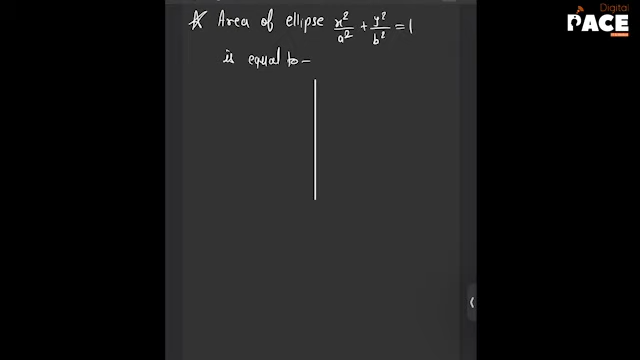 Digital
PACE
☆ Area of ellipse x²/a² + y²/b² = 1
is equal to –